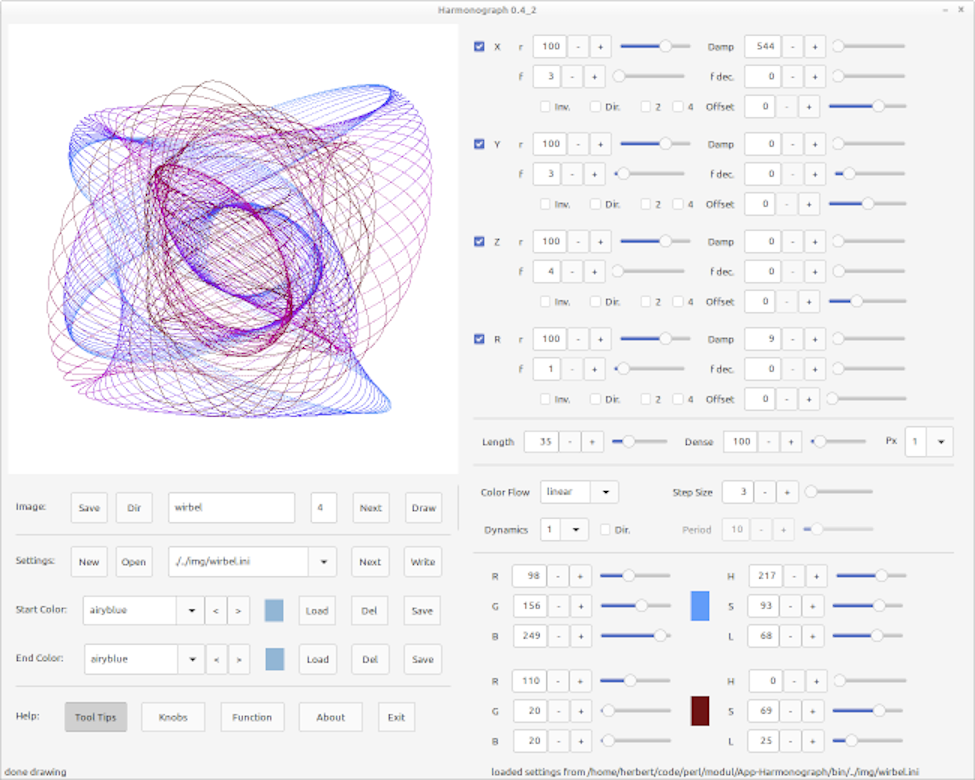 Harmonograph 0.4_2
X r 100 - + Damp 544 - +
f 3 - + f dec. 0 - +
Inv. Dir. 2 4 Offset 0 - +
Y r 100 - + Damp 0 - +
f 3 - + f dec. 0 - +
Inv. Dir. 2 4 Offset 0 - +
Z r 100 - + Damp 0 - +
f 4 - + f dec. 0 - +
Inv. Dir. 2 4 Offset 0 - +
R r 100 - + Damp 9 - +
f 1 - + f dec. 0 - +
Inv. Dir. 2 4 Offset 0 - +
Length 35 - + Dense 100 - + Px 1
Color Flow linear Step Size 3 - +
Dynamics 1 Dir. Period 10 - +
R 98 - + H 217 - +
G 156 - + S 93 - +
B 249 - + L 68 - +
R 110 - + H 0 - +
G 20 - + S 69 - +
B 20 - + L 25 - +
Image: Save Dir wirbel 4 Next Draw
Settings: New Open ./../img/wirbel.ini Next Write
Start Color: airyblue < > Load Del Save
End Color: airyblue < > Load Del Save
Help: Tool Tips Knobs Function About Exit
done drawing
loaded settings from /home/herbert/code/perl/modul/App-Harmonograph/bin/../img/wirbel.ini